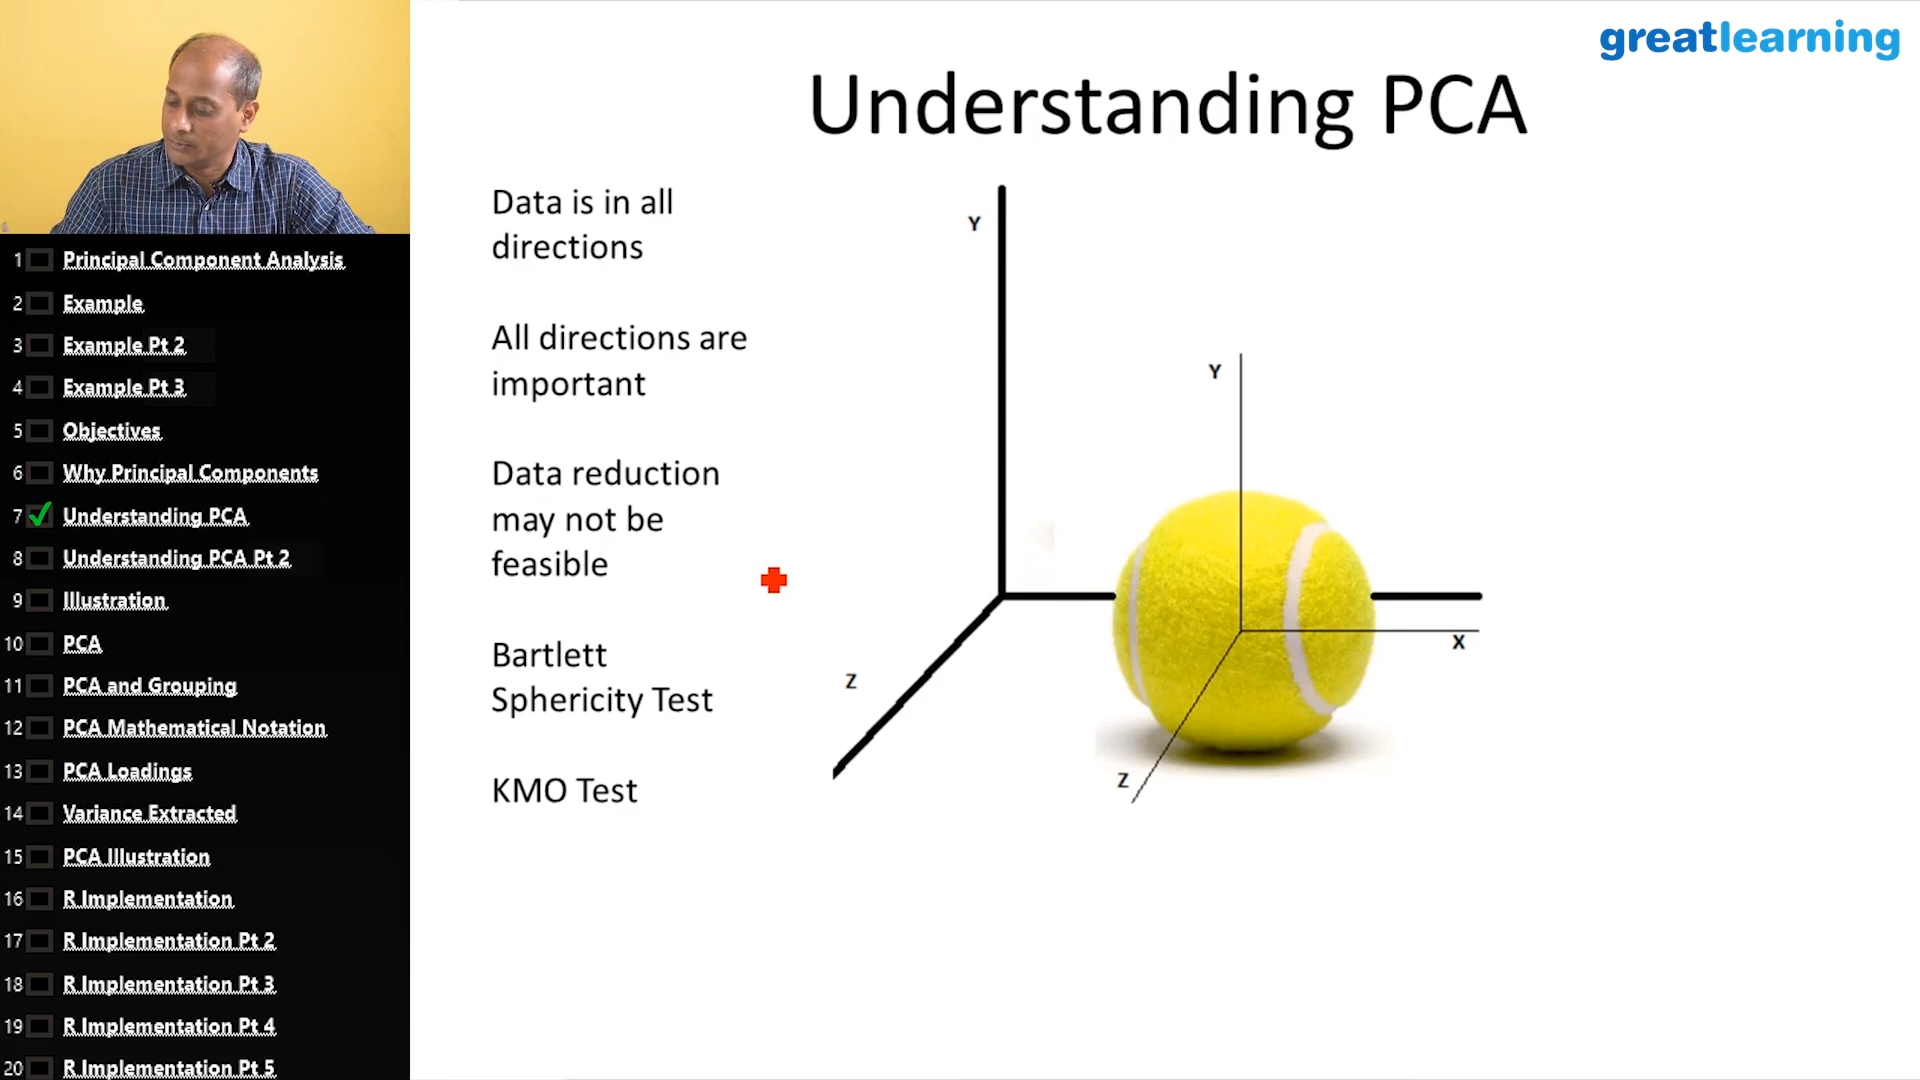 greatlearning
Understanding PCA
Data is in all
directions
All directions are
important
Data reduction
may not be
feasible
Bartlett
Sphericity Test
KMO Test
Y
Z
Y
X
Z
1 Principal Component Analysis
2 Example
3 Example Pt 2
4 Example Pt 3
5 Objectives
6 Why Principal Components
7 Understanding PCA
8 Understanding PCA Pt 2
9 Illustration
10 PCA
11 PCA and Grouping
12 PCA Mathematical Notation
13 PCA Loadings
14 Variance Extracted
15 PCA Illustration
16 R Implementation
17 R Implementation Pt 2
18 R Implementation Pt 3
19 R Implementation Pt 4
20 R Implementation Pt 5